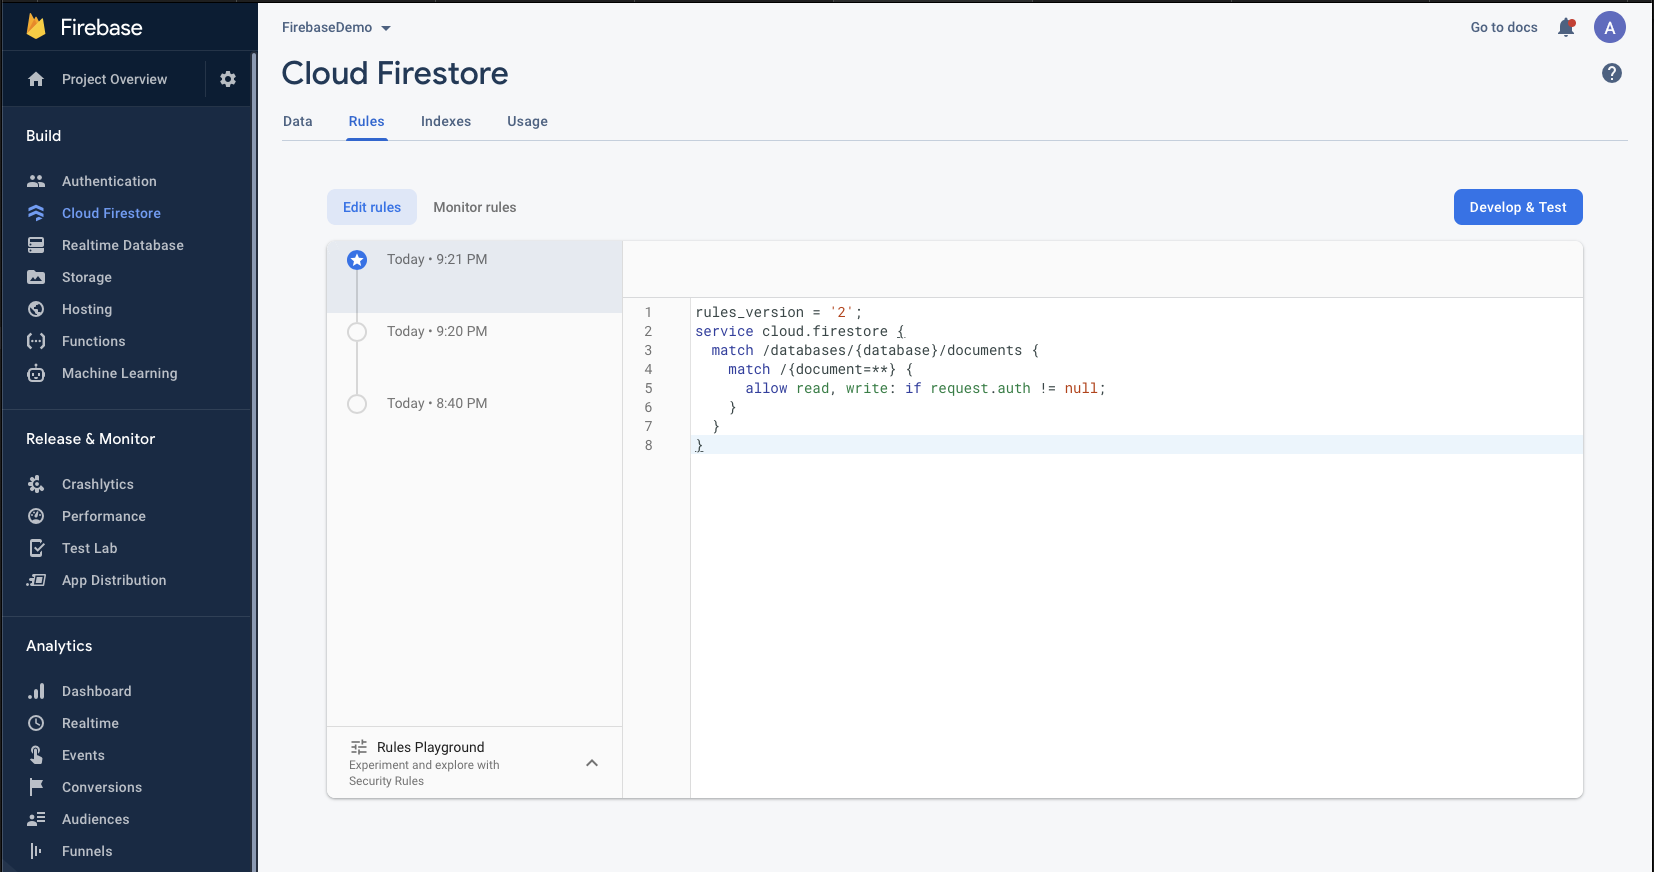 Firebase
Project Overview
Build
Authentication
Cloud Firestore
Realtime Database
Storage
Hosting
Functions
Machine Learning
Release & Monitor
Crashlytics
Performance
Test Lab
App Distribution
Analytics
Dashboard
Realtime
Events
Conversions
Audiences
Funnels
FirebaseDemo
Go to docs
A
Cloud Firestore
?
Data Rules Indexes Usage
Edit rules Monitor rules
Develop & Test
Today • 9:21 PM
Today • 9:20 PM
Today • 8:40 PM
Rules Playground
Experiment and explore with
Security Rules
1 rules_version = '2';
2 service cloud.firestore {
3   match /databases/{database}/documents {
4     match /{document=**} {
5       allow read, write: if request.auth != null;
6     }
7   }
8 }